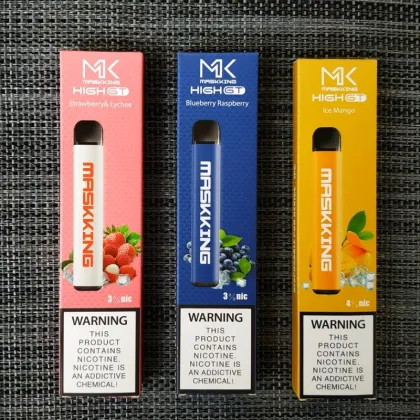 MK
MASKKING
HIGH GT
Strawberry& Lychee
MASKKING
3% nic
WARNING
THIS
PRODUCT
CONTAINS
NICOTINE.
NICOTINE IS
AN ADDICTIVE
CHEMICAL!
MK
MASKKING
HIGH GT
Blueberry Raspberry
MASKKING
3% nic
WARNING
THIS
PRODUCT
CONTAINS
NICOTINE.
NICOTINE IS
AN ADDICTIVE
CHEMICAL!
MK
MASKKING
HIGH GT
Ice Mango
MASKKING
4% nic
WARNING
THIS
PRODUCT
CONTAINS
NICOTINE.
NICOTINE IS
AN ADDICTIVE
CHEMICAL!